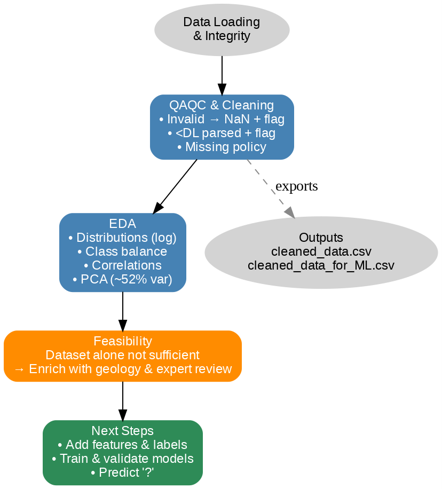 Data Loading
& Integrity
QAQC & Cleaning
• Invalid → NaN + flag
• <DL parsed + flag
• Missing policy
exports
EDA
• Distributions (log)
• Class balance
• Correlations
• PCA (~52% var)
Outputs
cleaned_data.csv
cleaned_data_for_ML.csv
Feasibility
Dataset alone not sufficient
→ Enrich with geology & expert review
Next Steps
• Add features & labels
• Train & validate models
• Predict '?'